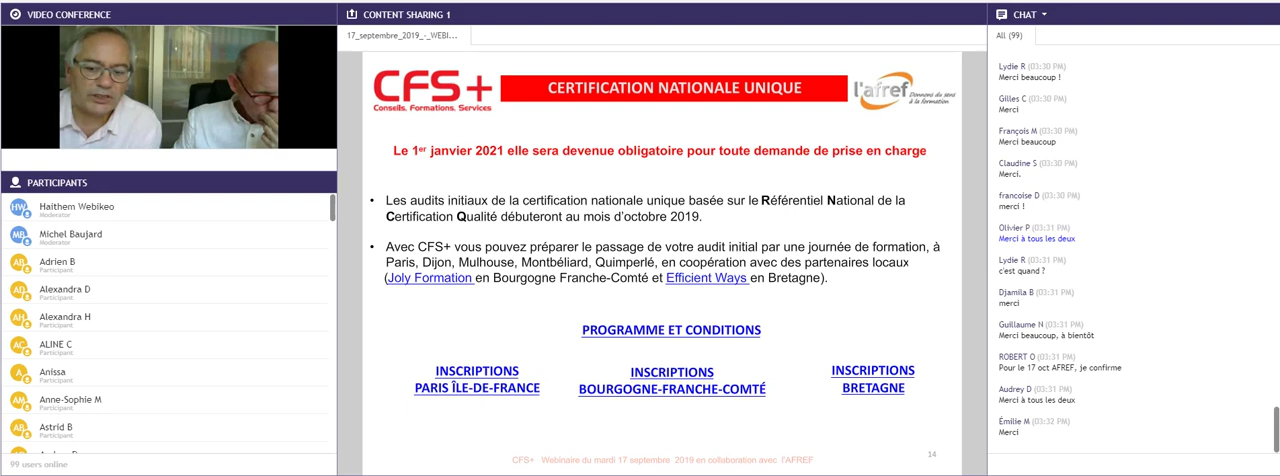 VIDEO CONFERENCE
PARTICIPANTS
HW
Haithem Webikeo
Moderator
MB
Michel Baujard
Moderator
AB
Adrien B
Participant
AD
Alexandra D
Participant
AH
Alexandra H
Participant
AC
ALINE C
Participant
A
Anissa
Participant
AM
Anne-Sophie M
Participant
AB
Astrid B
Participant
99 users online
CONTENT SHARING 1
17_septembre_2019_-_WEBI...
CFS+
Conseils. Formations. Services
CERTIFICATION NATIONALE UNIQUE
l'afref
Donnons du sens
à la formation
Le 1er janvier 2021 elle sera devenue obligatoire pour toute demande de prise en charge
• Les audits initiaux de la certification nationale unique basée sur le Référentiel National de la
Certification Qualité débuteront au mois d'octobre 2019.
• Avec CFS+ vous pouvez préparer le passage de votre audit initial par une journée de formation, à
Paris, Dijon, Mulhouse, Montbéliard, Quimperlé, en coopération avec des partenaires locaux
(Joly Formation en Bourgogne Franche-Comté et Efficient Ways en Bretagne).
PROGRAMME ET CONDITIONS
INSCRIPTIONS
PARIS ÎLE-DE-FRANCE
INSCRIPTIONS
BOURGOGNE-FRANCHE-COMTÉ
INSCRIPTIONS
BRETAGNE
CFS+ Webinaire du mardi 17 septembre 2019 en collaboration avec l'AFREF
14
CHAT
All (99)
Lydie R (03:30 PM)
Merci beaucoup !
Gilles C (03:30 PM)
Merci
François M (03:30 PM)
Merci beaucoup
Claudine S (03:30 PM)
Merci.
francoise D (03:30 PM)
merci !
Olivier P (03:31 PM)
Merci à tous les deux
Lydie R (03:31 PM)
c'est quand ?
Djamila B (03:31 PM)
merci
Guillaume N (03:31 PM)
Merci beaucoup, à bientôt
ROBERT O (03:31 PM)
Pour le 17 oct AFREF, je confirme
Audrey D (03:31 PM)
Merci à tous les deux
Émilie M (03:32 PM)
Merci